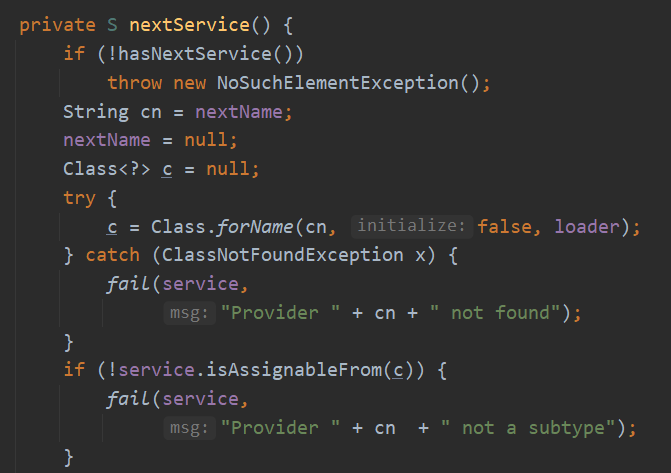 private S nextService() {
    if (!hasNextService())
        throw new NoSuchElementException();
    String cn = nextName;
    nextName = null;
    Class<?> c = null;
    try {
        c = Class.forName(cn, initialize: false, loader);
    } catch (ClassNotFoundException x) {
        fail(service,
            msg: "Provider " + cn + " not found");
    }
    if (!service.isAssignableFrom(c)) {
        fail(service,
            msg: "Provider " + cn  + " not a subtype");
    }